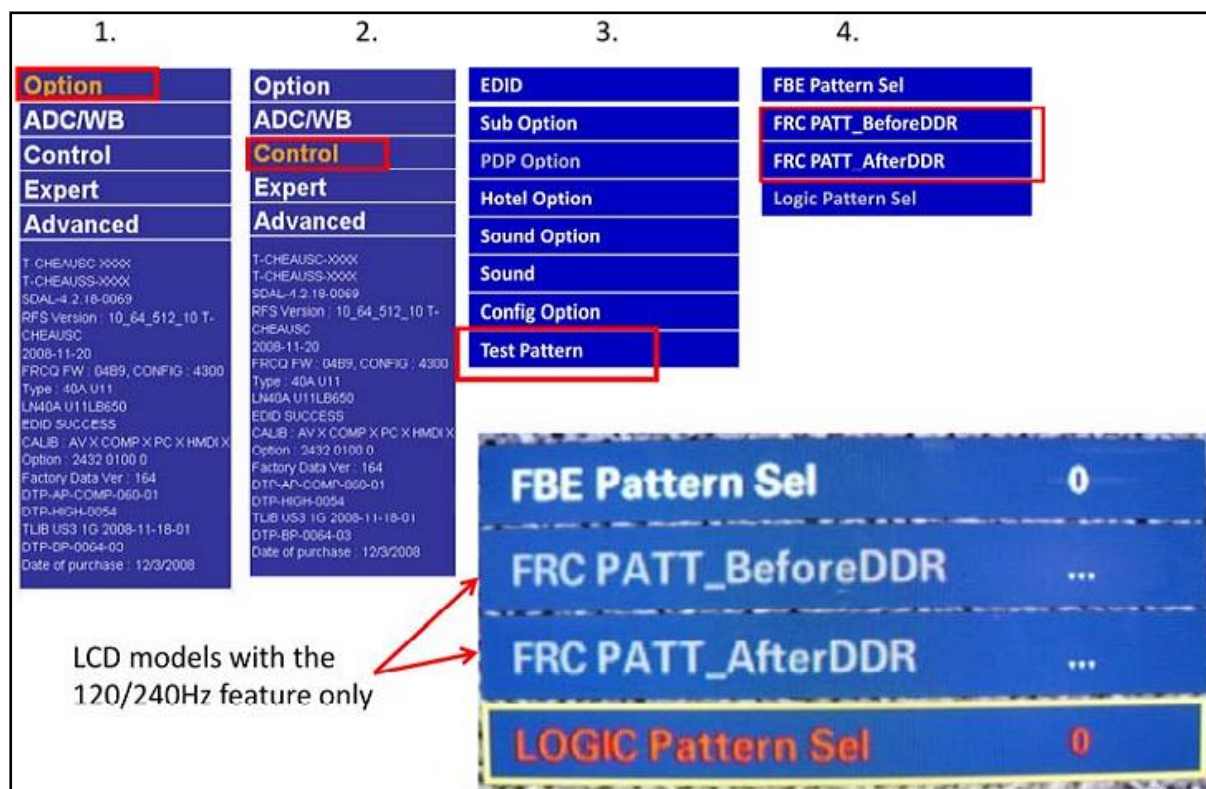 1.
2.
3.
4.
Option
ADC/WB
Control
Expert
Advanced
T-CHEAUSC-XXXX
T-CHEAUSS-XXXX
SDAL-4.2.18-0069
RFS Version : 10_64_512_10 T-
CHEAUSC
2008-11-20
FRCQ FW : 04B9, CONFIG : 4300
Type : 40A U11
LN40A U11LB650
EDID SUCCESS
CALIB : AV X COMP X PC X HMDI X
Option : 2432 0100 0
Factory Data Ver : 164
DTP-AP-COMP-060-01
DTP-HIGH-0054
TLIB US3 1G 2008-11-18-01
DTP-DP-0064-03
Date of purchase : 12/3/2008
Option
ADC/WB
Control
Expert
Advanced
T-CHEAUSC-XXXX
T-CHEAUSS-XXXX
SDAL-4.2.18-0069
RFS Version : 10_64_512_10 T-
CHEAUSC
2008-11-20
FRCQ FW : 04B9, CONFIG : 4300
Type : 40A U11
LN40A U11LB650
EDID SUCCESS
CALIB : AV X COMP X PC X HMDI X
Option : 2432 0100 0
Factory Data Ver : 164
DTP-AP-COMP-060-01
DTP-HIGH-0054
TLIB US3 1G 2008-11-18-01
DTP-BP-0064-03
Date of purchase : 12/3/2008
EDID
Sub Option
PDP Option
Hotel Option
Sound Option
Sound
Config Option
Test Pattern
FBE Pattern Sel
FRC PATT_BeforeDDR
FRC PATT_AfterDDR
Logic Pattern Sel
LCD models with the
120/240Hz feature only
FBE Pattern Sel 0
FRC PATT_BeforeDDR ...
FRC PATT_AfterDDR ...
LOGIC Pattern Sel 0